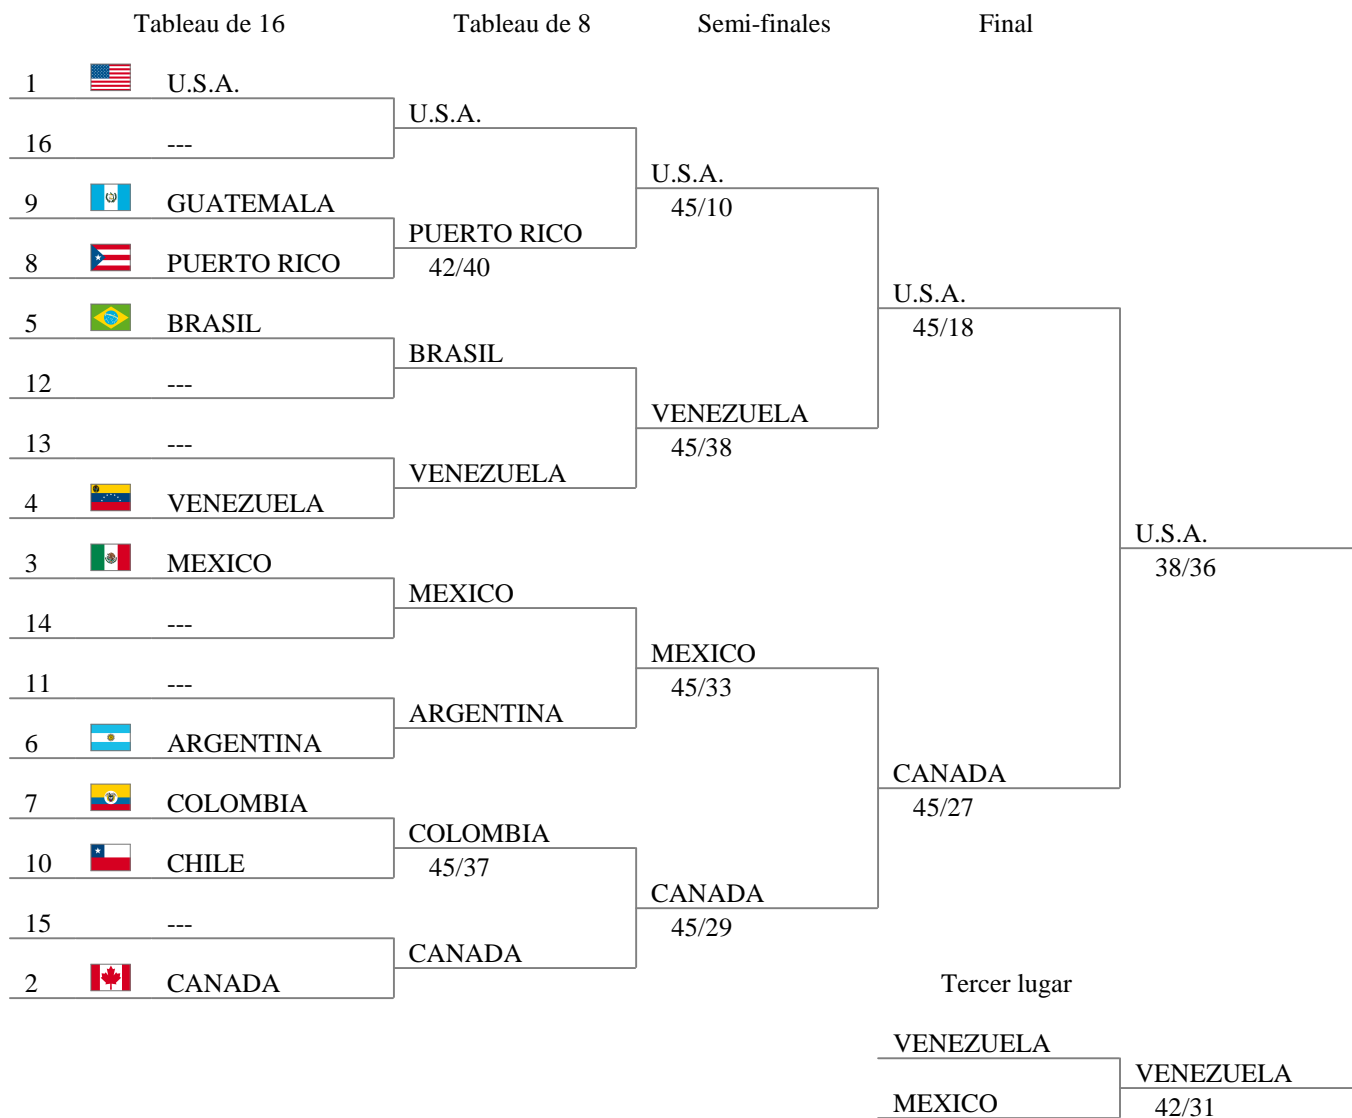 Tableau de 16 Tableau de 8 Semi-finales Final
1 U.S.A.
U.S.A.
16 ---
U.S.A.
45/10
9 GUATEMALA
PUERTO RICO
42/40
8 PUERTO RICO
U.S.A.
45/18
5 BRASIL
BRASIL
12 ---
VENEZUELA
45/38
13 ---
VENEZUELA
4 VENEZUELA
U.S.A.
38/36
3 MEXICO
MEXICO
14 ---
MEXICO
45/33
11 ---
ARGENTINA
6 ARGENTINA
CANADA
45/27
7 COLOMBIA
COLOMBIA
45/37
10 CHILE
CANADA
45/29
15 ---
CANADA
2 CANADA
Tercer lugar
VENEZUELA
VENEZUELA
42/31
MEXICO